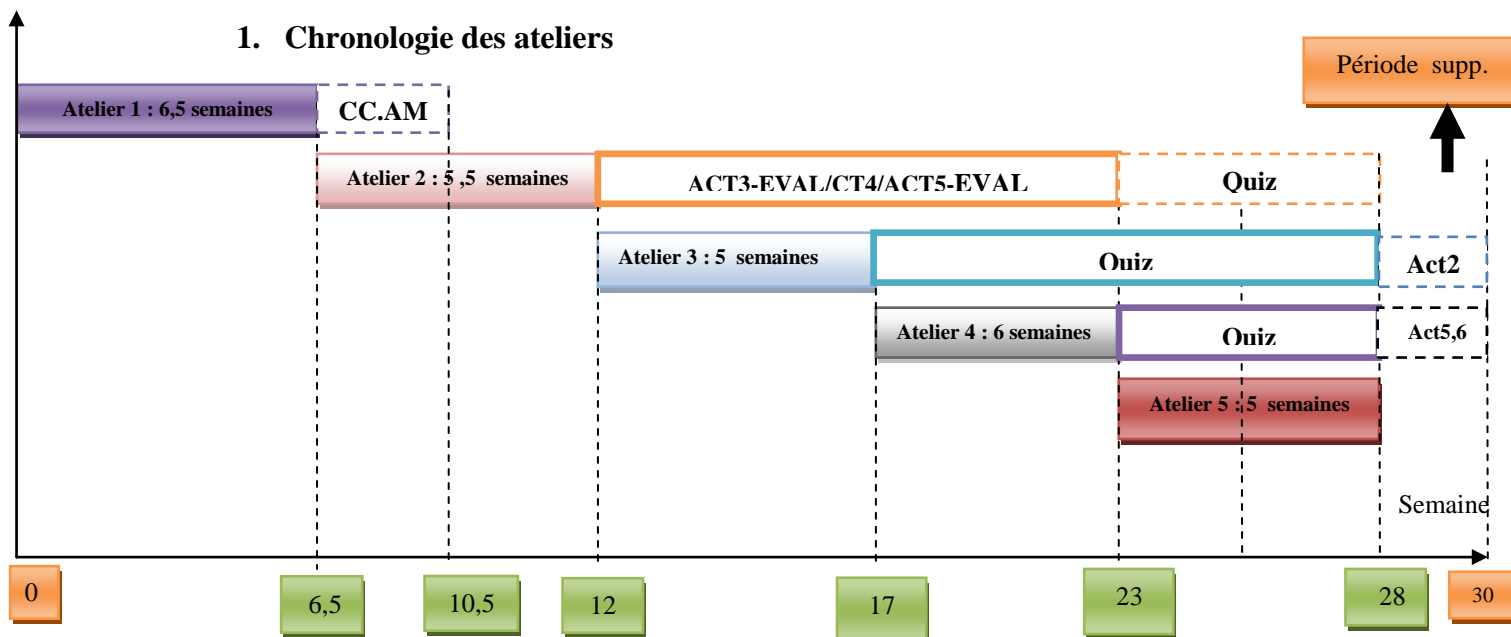 1. Chronologie des ateliers
Période supp.
Atelier 1 : 6,5 semaines
CC.AM
Atelier 2 : 5 ,5 semaines
ACT3-EVAL/CT4/ACT5-EVAL
Quiz
Atelier 3 : 5 semaines
Quiz
Act2
Atelier 4 : 6 semaines
Quiz
Act5,6
Atelier 5 : 5 semaines
Semaine
0
6,5
10,5
12
17
23
28
30